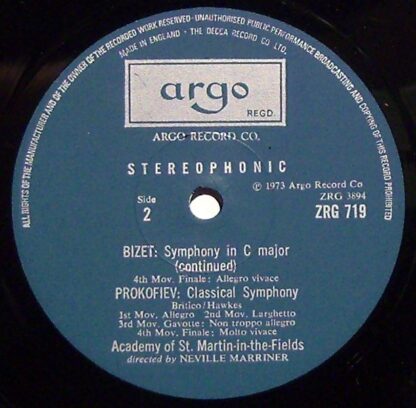 ALL RIGHTS OF THE MANUFACTURER AND OF THE OWNER OF THE RECORDED WORK RESERVED · UNAUTHORISED PUBLIC PERFORMANCE BROADCASTING AND COPYING OF THIS RECORD PROHIBITED
MADE IN ENGLAND · THE DECCA RECORD CO LTD.
argo
REGD.
ARGO RECORD CO.
STEREOPHONIC
℗ 1973 Argo Record Co
Side
2
ZRG 3894
ZRG 719
BIZET: Symphony in C major
(continued)
4th Mov. Finale: Allegro vivace
PROKOFIEV: Classical Symphony
Britico/Hawkes
1st Mov. Allegro 2nd Mov. Larghetto
3rd Mov. Gavotte: Non troppo allegro
4th Mov. Finale; Molto vivace
Academy of St. Martin-in-the-Fields
directed by NEVILLE MARRINER